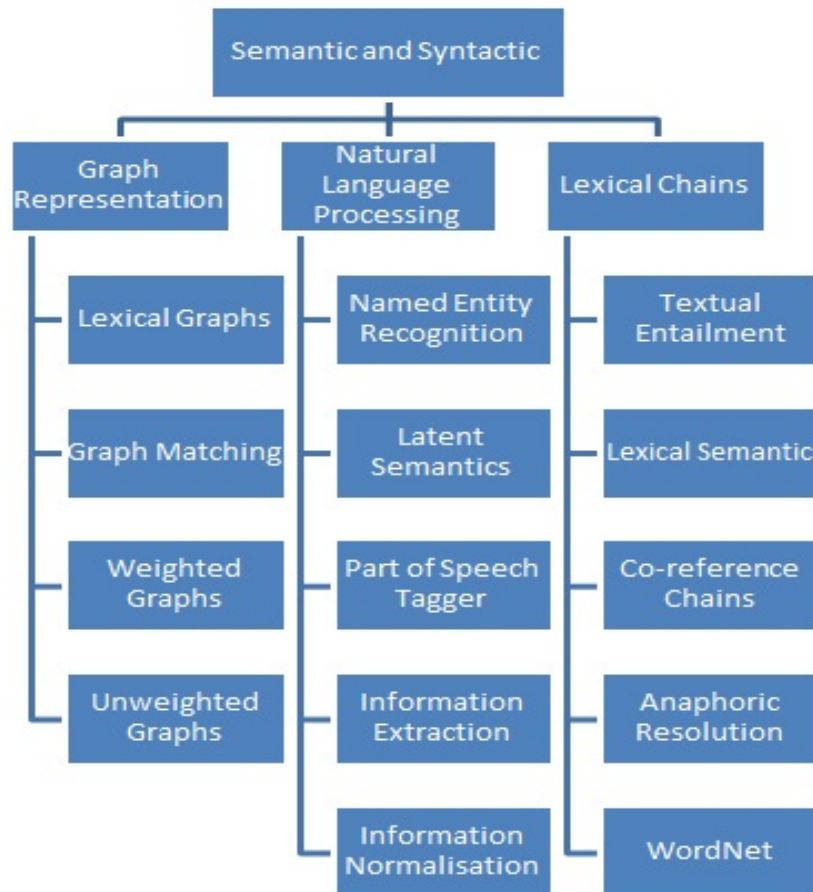 Semantic and Syntactic
Graph
Representation
Lexical Graphs
Graph Matching
Weighted
Graphs
Unweighted
Graphs
Natural
Language
Processing
Named Entity
Recognition
Latent
Semantics
Part of Speech
Tagger
Information
Extraction
Information
Normalisation
Lexical Chains
Textual
Entailment
Lexical Semantic
Co-reference
Chains
Anaphoric
Resolution
WordNet